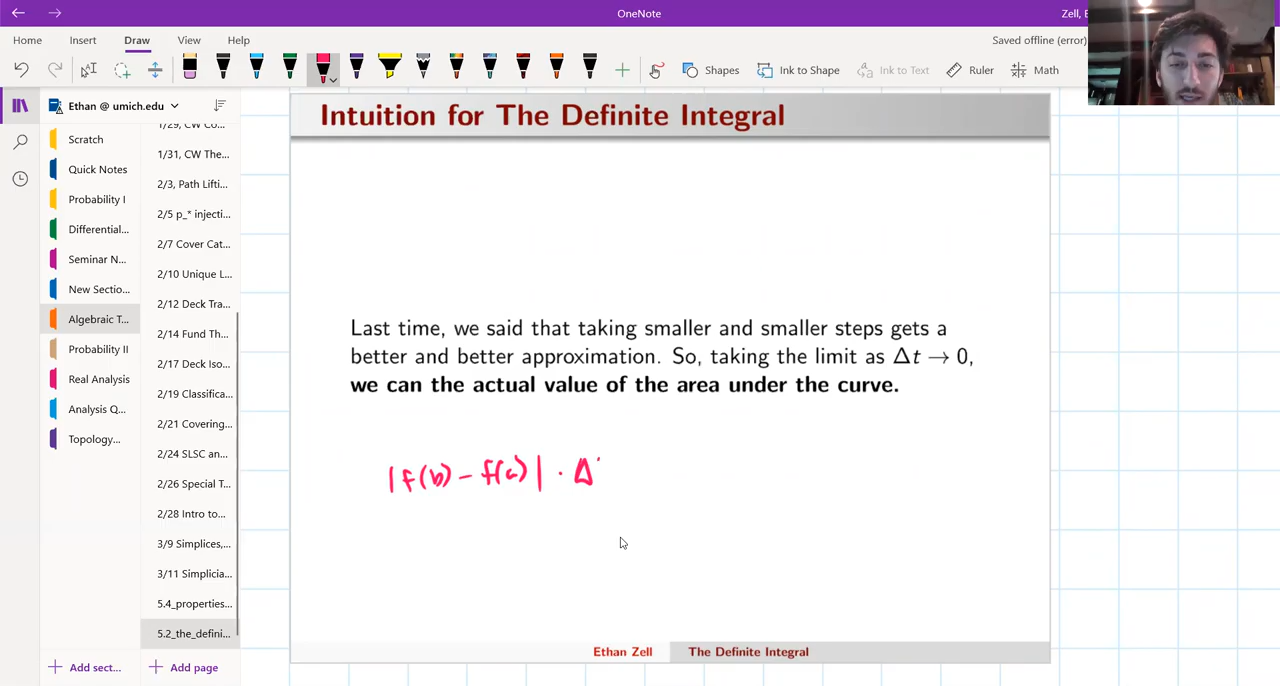 OneNote
Zell, E
Home Insert Draw View Help
Saved offline (error)
Shapes Ink to Shape Ink to Text Ruler Math
Ethan @ umich.edu
Scratch
Quick Notes
Probability I
Differential...
Seminar N...
New Sectio...
Algebraic T...
Probability II
Real Analysis
Analysis Q...
Topology...
Add sect...
1/29, CW Co...
1/31, CW The...
2/3, Path Lifti...
2/5 p_* injecti...
2/7 Cover Cat...
2/10 Unique L...
2/12 Deck Tra...
2/14 Fund Th...
2/17 Deck Iso...
2/19 Classifica...
2/21 Covering...
2/24 SLSC an...
2/26 Special T...
2/28 Intro to...
3/9 Simplices,...
3/11 Simplicia...
5.4_properties...
5.2_the_defini...
Add page
Intuition for The Definite Integral
Last time, we said that taking smaller and smaller steps gets a
better and better approximation. So, taking the limit as Δt → 0,
we can the actual value of the area under the curve.
|f(b) - f(a)| · Δ
Ethan Zell The Definite Integral